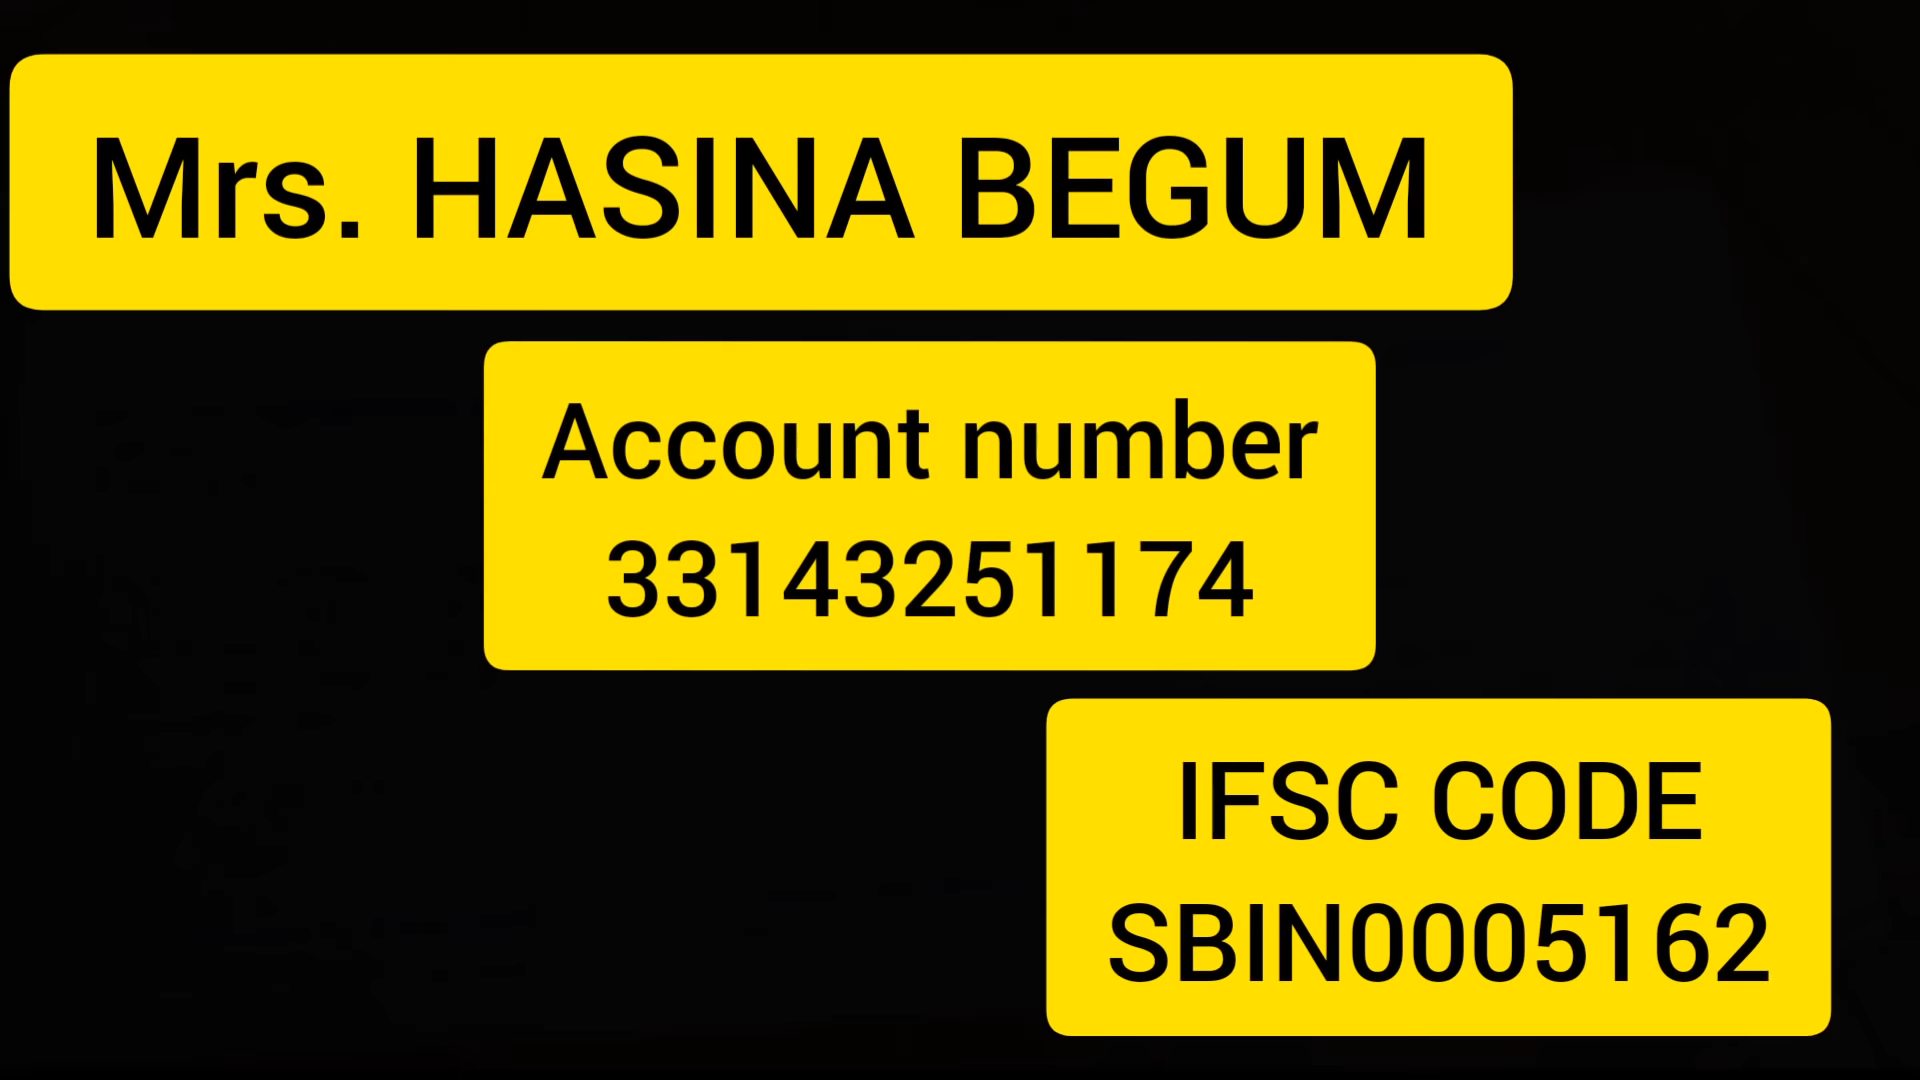 Mrs. HASINA BEGUM
Account number
33143251174
IFSC CODE
SBIN0005162